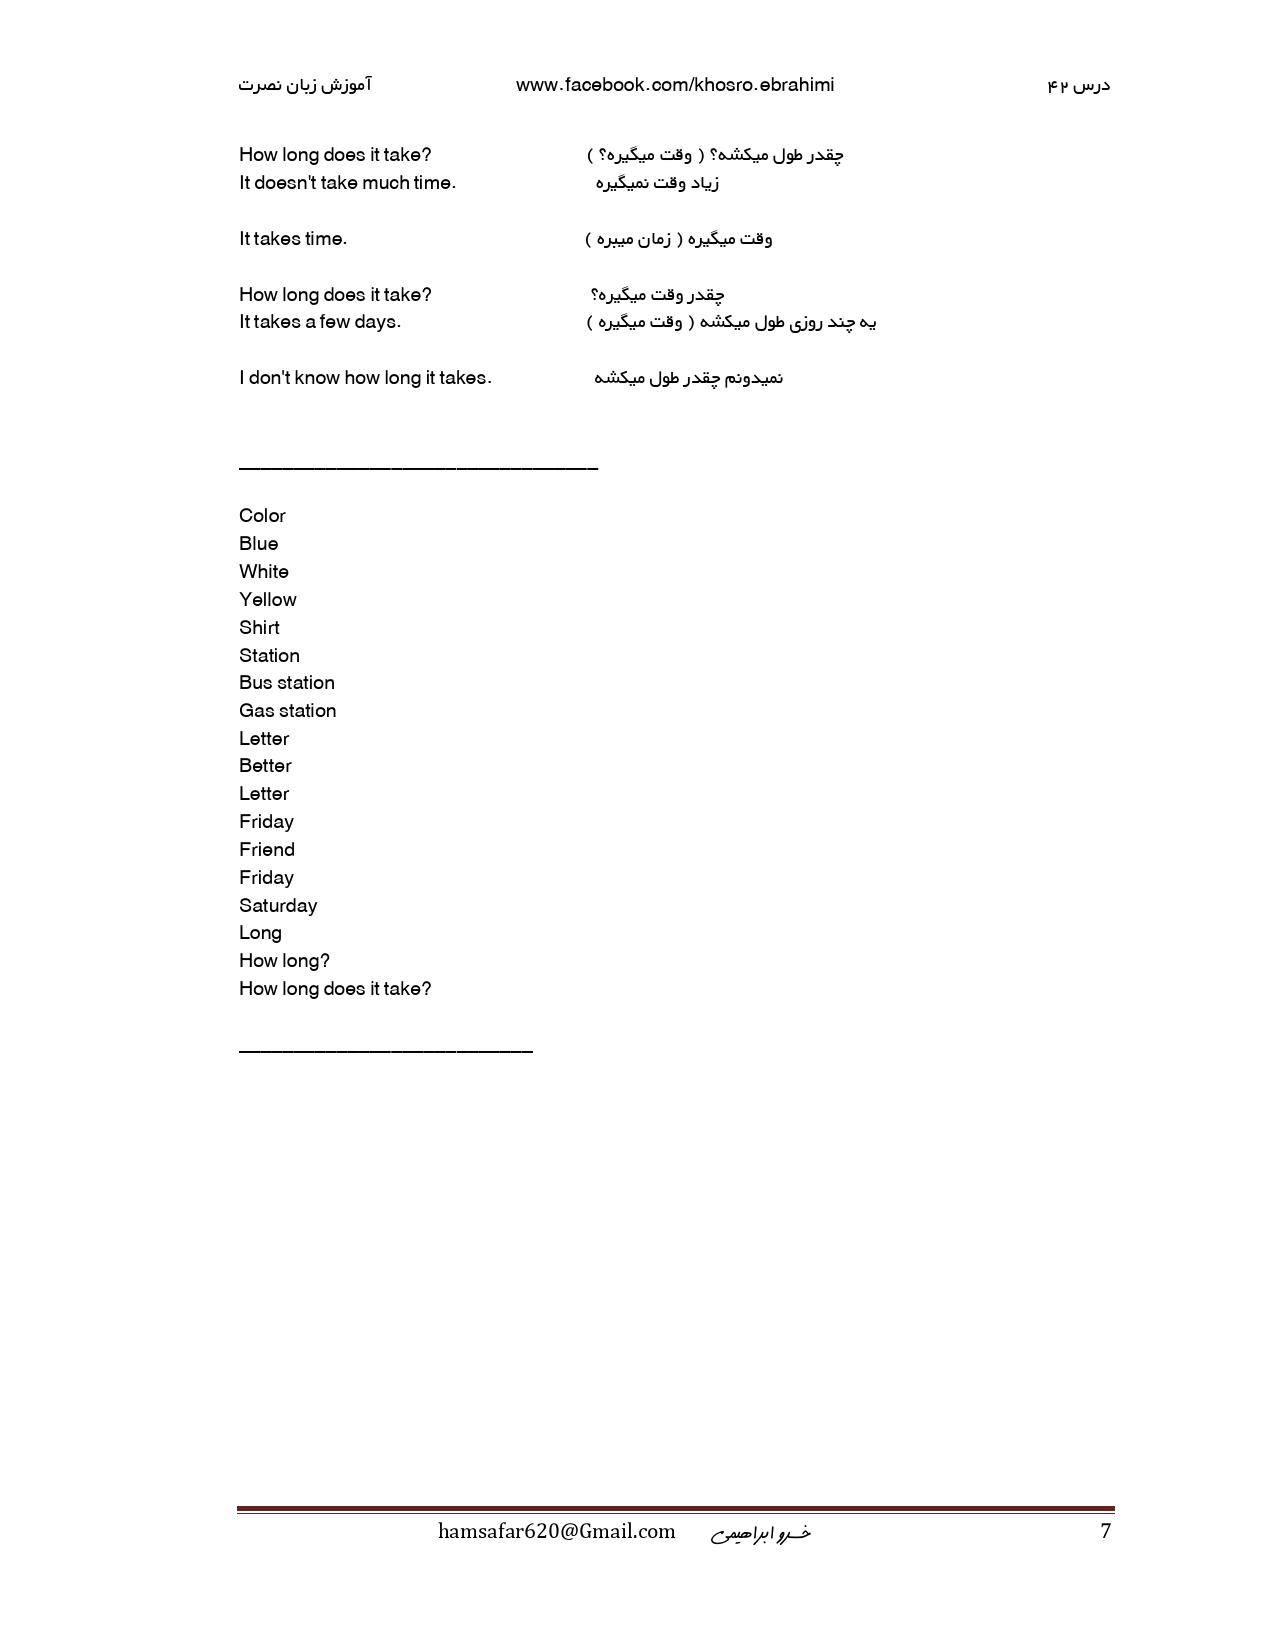 آموزش زبان نصرت www.facebook.com/khosro.ebrahimi درس ۴۲
How long does it take? چقدر طول میکشه؟ ( وقت میگیره؟ )
It doesn't take much time. زیاد وقت نمیگیره
It takes time. وقت میگیره ( زمان میبره )
How long does it take? چقدر وقت میگیره؟
It takes a few days. یه چند روزی طول میکشه ( وقت میگیره )
I don't know how long it takes. نمیدونم چقدر طول میکشه
Color
Blue
White
Yellow
Shirt
Station
Bus station
Gas station
Letter
Better
Letter
Friday
Friend
Friday
Saturday
Long
How long?
How long does it take?
hamsafar620@Gmail.com خسرو ابراهیمی 7